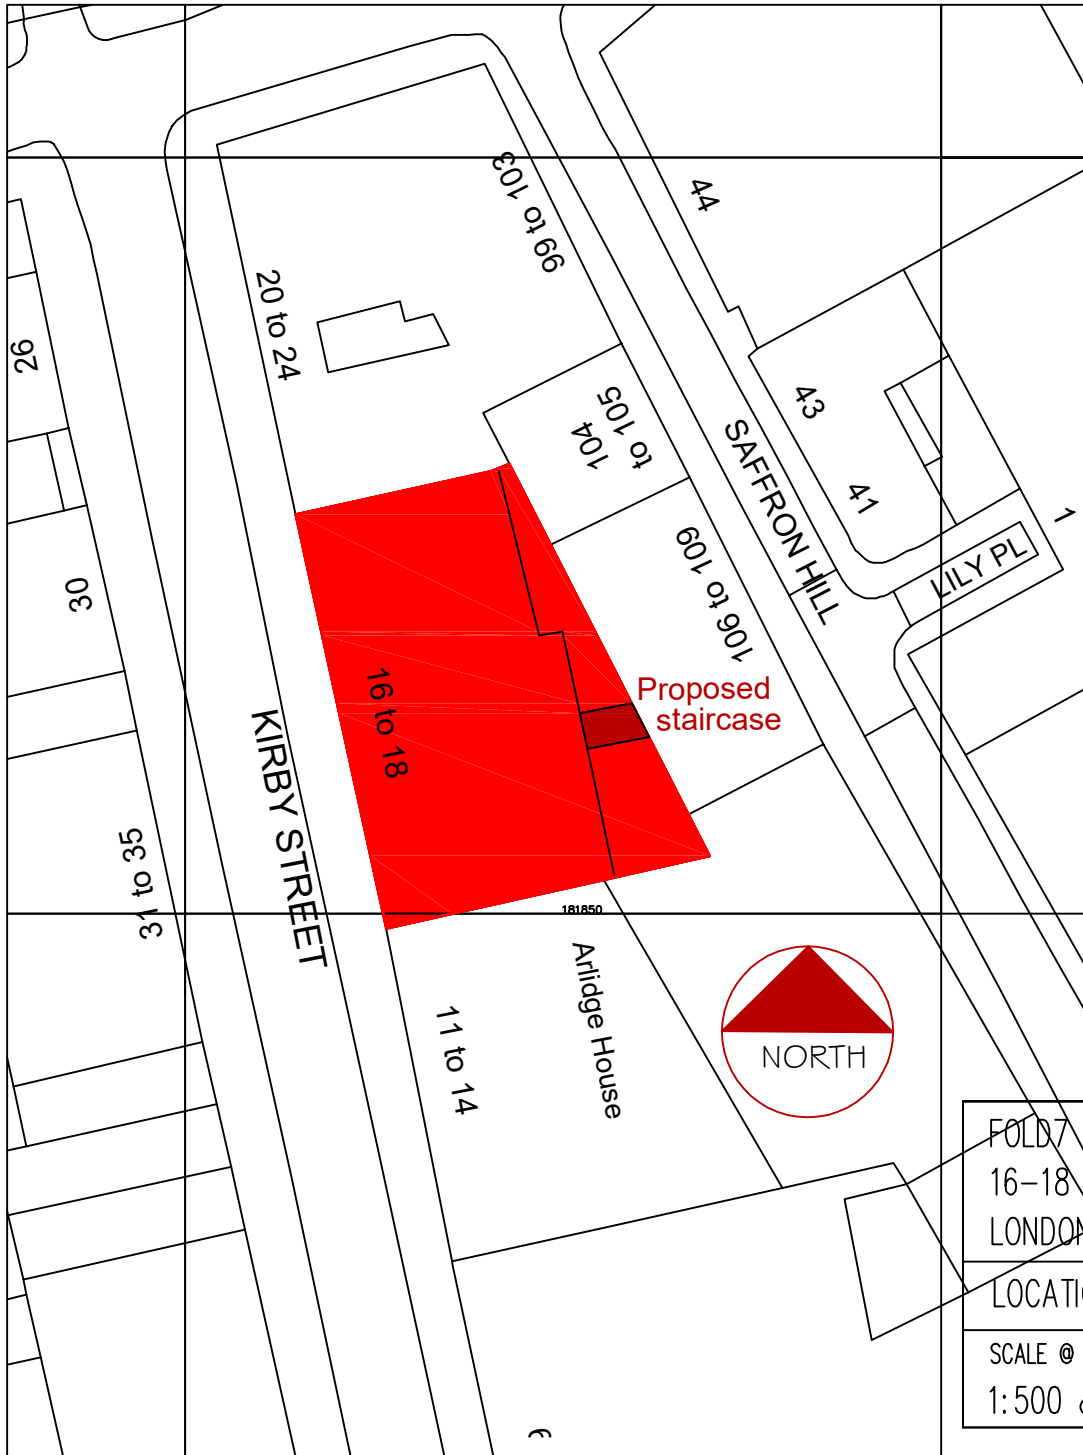 99 to 103
44
20 to 24
26
104
to 105
43
41
SAFFRON HILL
1
LILY PL
106 to 109
30
16 to 18
Proposed
staircase
KIRBY STREET
31 to 35
181850
Arlidge House
11 to 14
NORTH
FOLD7
16-18
LONDON
LOCATI
SCALE @
1:500